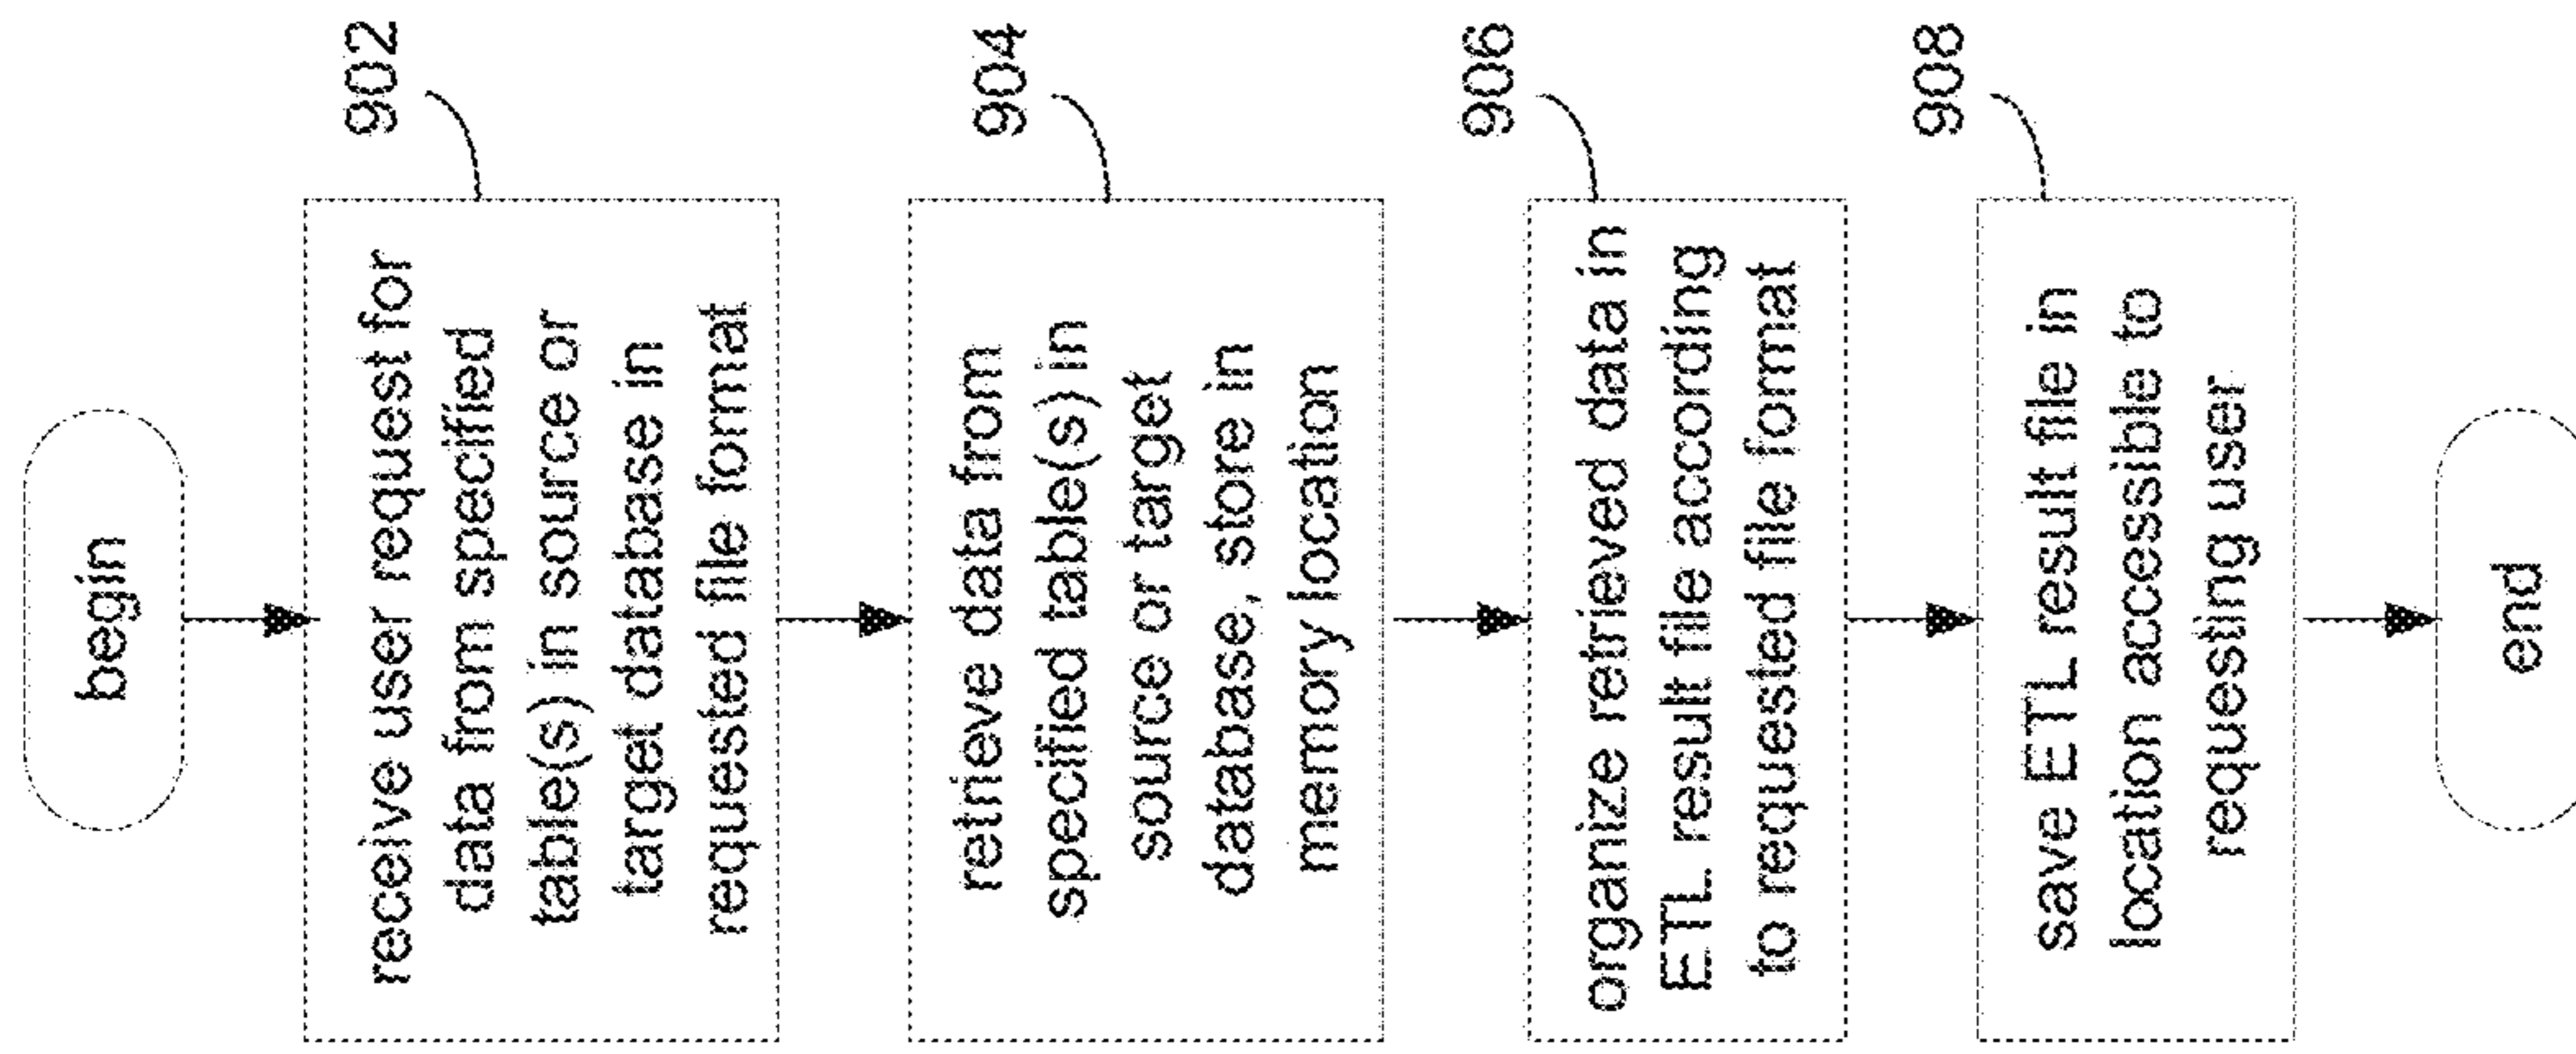 begin
902
receive user request for
data from specified
table(s) in source or
target database in
requested file format
904
retrieve data from
specified table(s) in
source or target
database, store in
memory location
906
organize retrieved data in
ETL result file according
to requested file format
908
save ETL result file in
location accessible to
requesting user
end